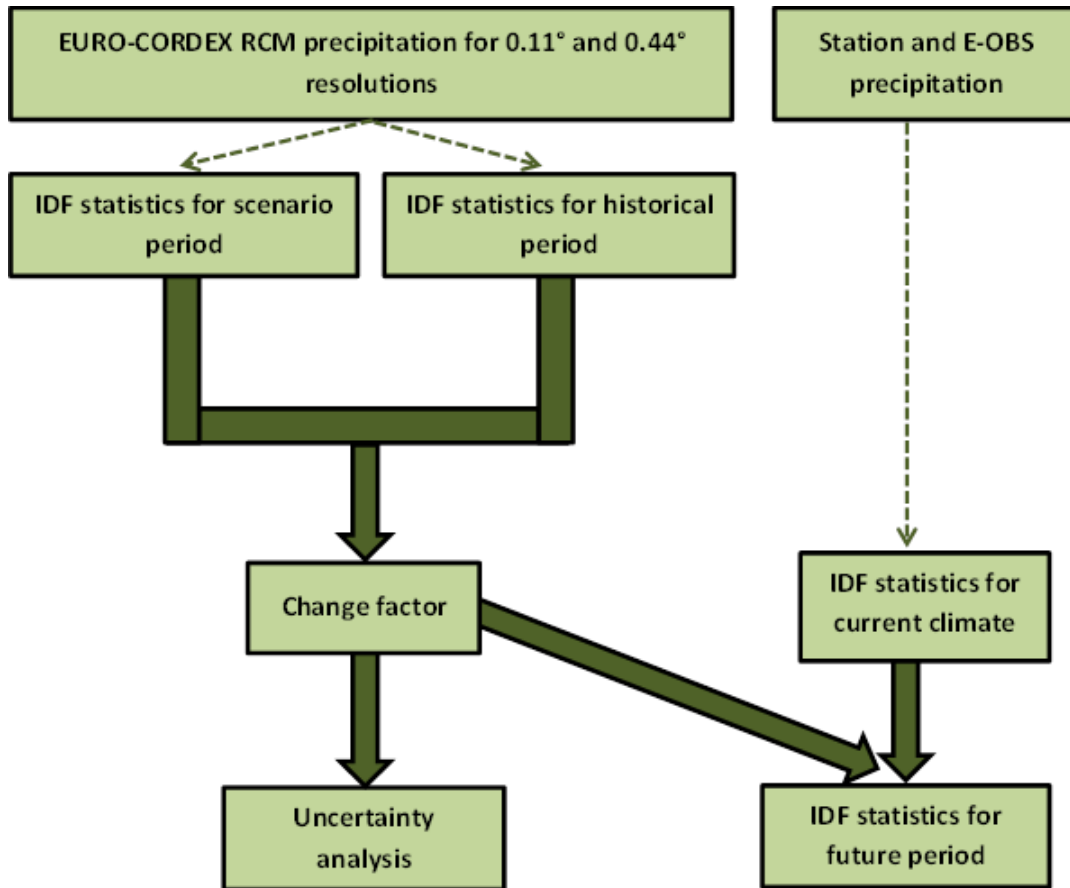 EURO-CORDEX RCM precipitation for 0.11° and 0.44°
resolutions
Station and E-OBS
precipitation
IDF statistics for scenario
period
IDF statistics for historical
period
Change factor
IDF statistics for
current climate
Uncertainty
analysis
IDF statistics for
future period